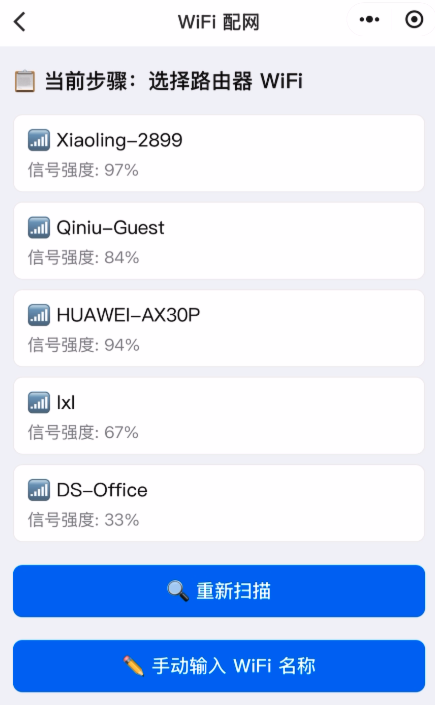 WiFi 配网
当前步骤：选择路由器 WiFi
Xiaoling-2899
信号强度: 97%
Qiniu-Guest
信号强度: 84%
HUAWEI-AX30P
信号强度: 94%
lxl
信号强度: 67%
DS-Office
信号强度: 33%
重新扫描
手动输入 WiFi 名称